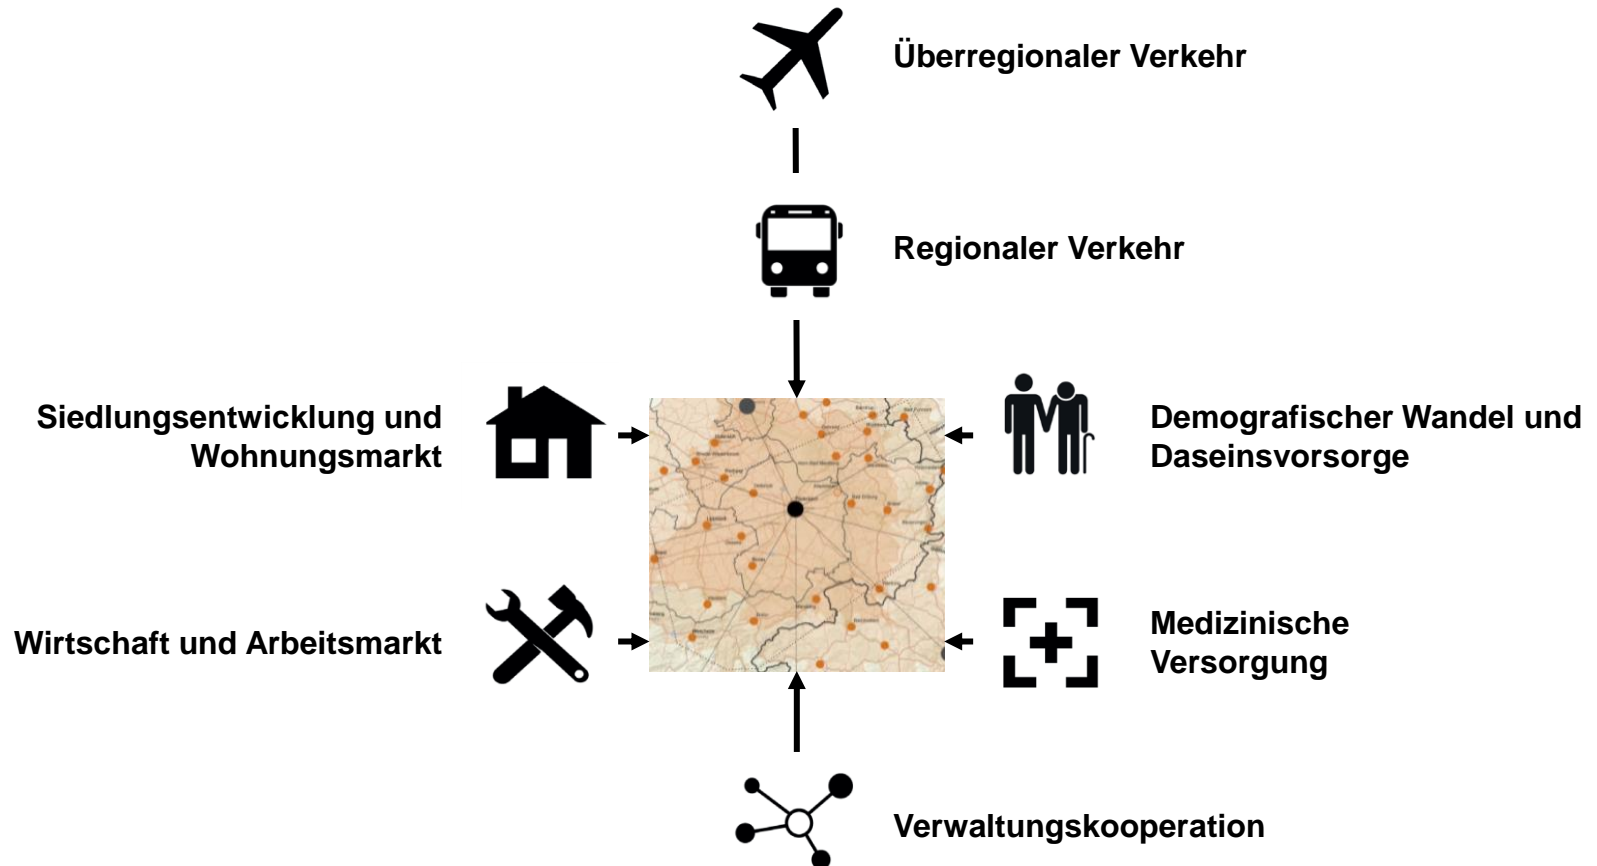 Überregionaler Verkehr
Regionaler Verkehr
Siedlungsentwicklung und
Wohnungsmarkt
Demografischer Wandel und
Daseinsvorsorge
Wirtschaft und Arbeitsmarkt
Medizinische
Versorgung
Verwaltungskooperation